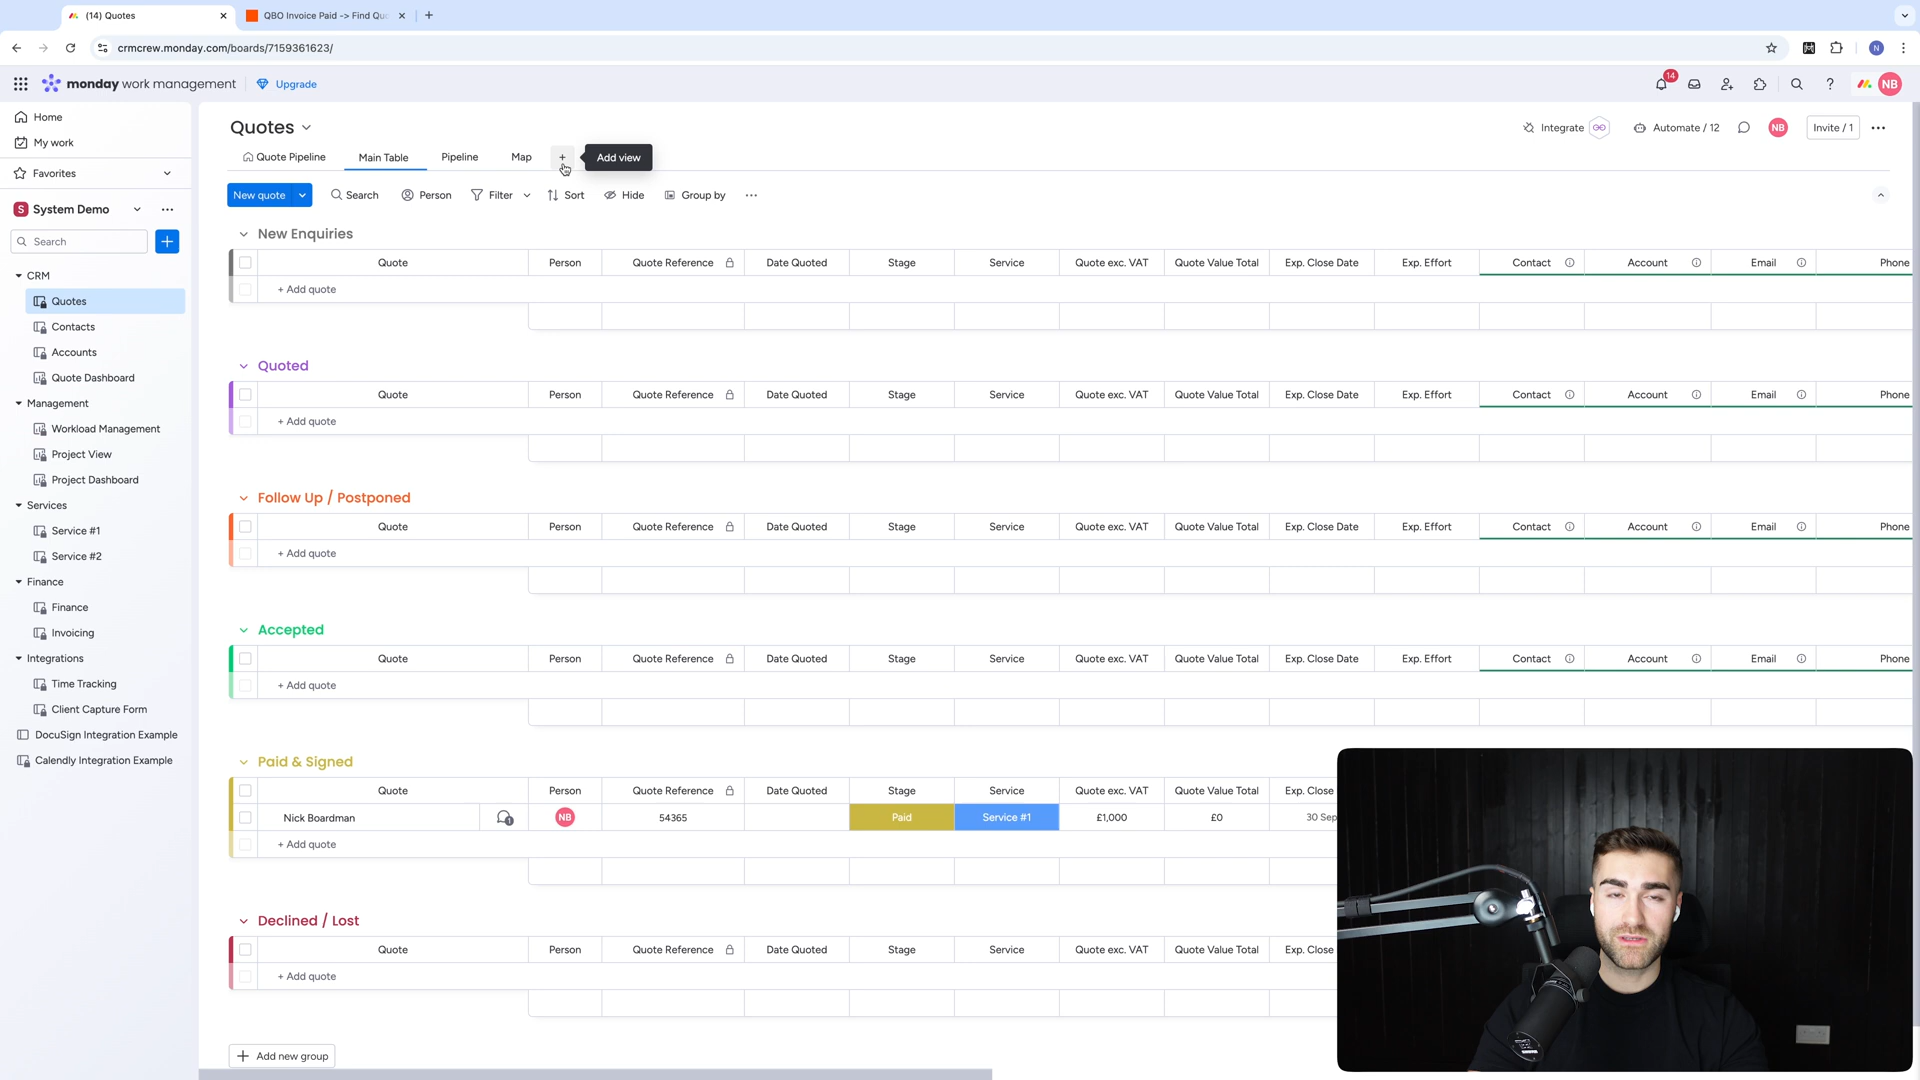 (14) Quotes
QBO Invoice Paid -> Find Quo
crmcrew.monday.com/boards/7159361623/
N
monday work management
Upgrade
14
NB
Home
My work
Favorites
S System Demo
Search
CRM
Quotes
Contacts
Accounts
Quote Dashboard
Management
Workload Management
Project View
Project Dashboard
Services
Service #1
Service #2
Finance
Finance
Invoicing
Integrations
Time Tracking
Client Capture Form
DocuSign Integration Example
Calendly Integration Example
Quotes
Integrate
Automate / 12
NB
Invite / 1
Quote Pipeline Main Table Pipeline Map + Add view
New quote Search Person Filter Sort Hide Group by
New Enquiries
Quote Person Quote Reference Date Quoted Stage Service Quote exc. VAT Quote Value Total Exp. Close Date Exp. Effort Contact Account Email Phone
+ Add quote
Quoted
Quote Person Quote Reference Date Quoted Stage Service Quote exc. VAT Quote Value Total Exp. Close Date Exp. Effort Contact Account Email Phone
+ Add quote
Follow Up / Postponed
Quote Person Quote Reference Date Quoted Stage Service Quote exc. VAT Quote Value Total Exp. Close Date Exp. Effort Contact Account Email Phone
+ Add quote
Accepted
Quote Person Quote Reference Date Quoted Stage Service Quote exc. VAT Quote Value Total Exp. Close Date Exp. Effort Contact Account Email Phone
+ Add quote
Paid & Signed
Quote Person Quote Reference Date Quoted Stage Service Quote exc. VAT Quote Value Total Exp. Close
Nick Boardman 1 NB 54365 Paid Service #1 £1,000 £0 30 Sep
+ Add quote
Declined / Lost
Quote Person Quote Reference Date Quoted Stage Service Quote exc. VAT Quote Value Total Exp. Close
+ Add quote
+ Add new group